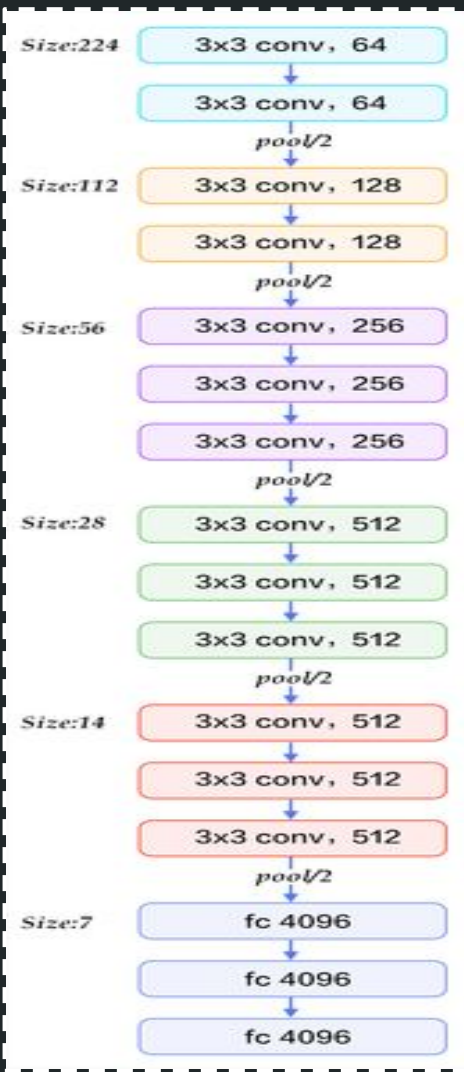 Size:224 3x3 conv, 64
3x3 conv, 64
pool/2
Size:112 3x3 conv, 128
3x3 conv, 128
pool/2
Size:56 3x3 conv, 256
3x3 conv, 256
3x3 conv, 256
pool/2
Size:28 3x3 conv, 512
3x3 conv, 512
3x3 conv, 512
pool/2
Size:14 3x3 conv, 512
3x3 conv, 512
3x3 conv, 512
pool/2
Size:7 fc 4096
fc 4096
fc 4096